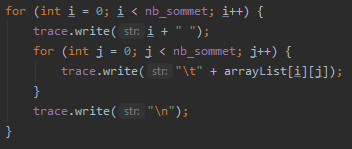 for (int i = 0; i < nb_sommet; i++) {
trace.write( str: i + " ");
for (int j = 0; j < nb_sommet; j++) {
trace.write( str: "\t" + arrayList[i][j]);
}
trace.write( str: "\n");
}